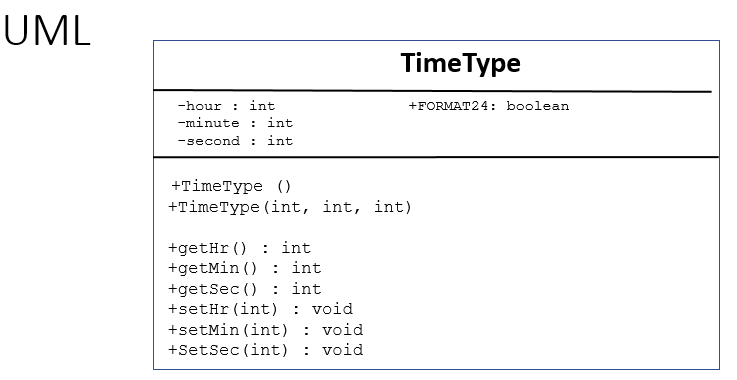 UML
TimeType
-hour : int
+FORMAT24: boolean
-minute : int
-second : int
+TimeType ()
+TimeType(int, int, int)
+getHr() : int
+getMin() : int
+getSec() : int
+setHr(int) : void
+setMin(int) : void
+SetSec(int) : void